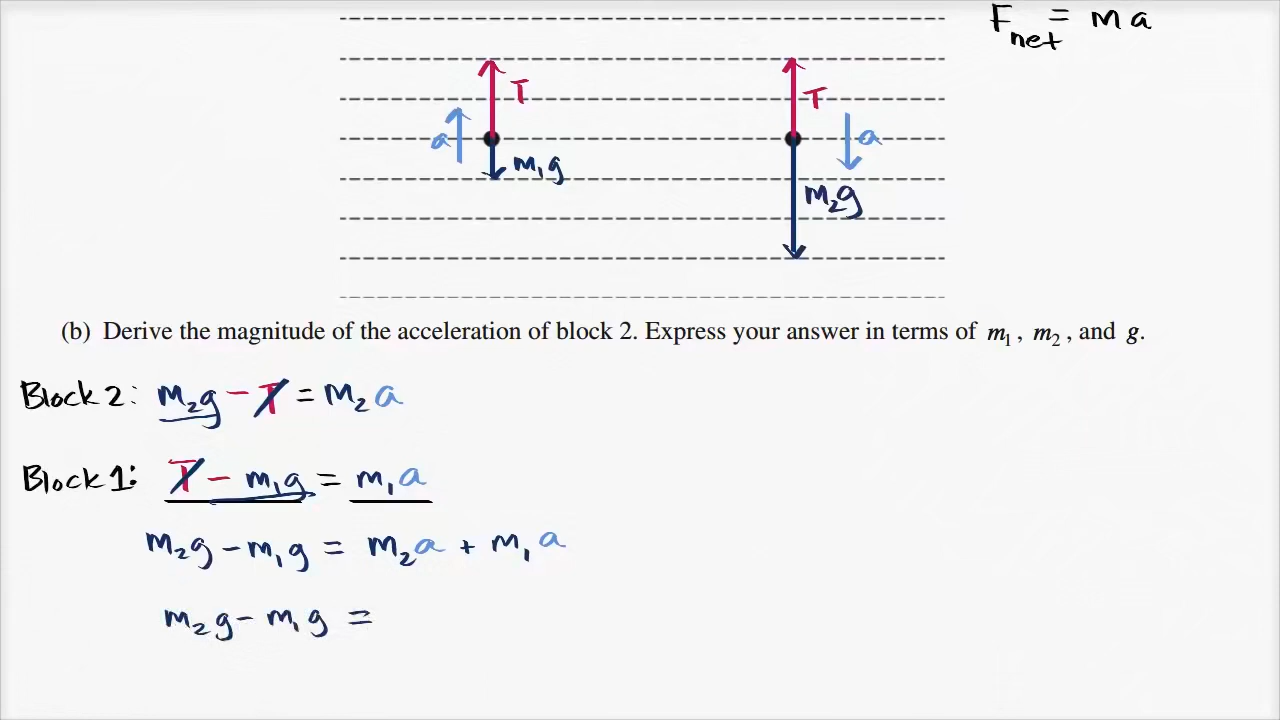 F_net = ma
T
T
a
a
m₁g
m₂g
(b) Derive the magnitude of the acceleration of block 2. Express your answer in terms of m₁, m₂, and g.
Block 2: m₂g - T = m₂a
Block 1: T - m₁g = m₁a
m₂g - m₁g = m₂a + m₁a
m₂g - m₁g =